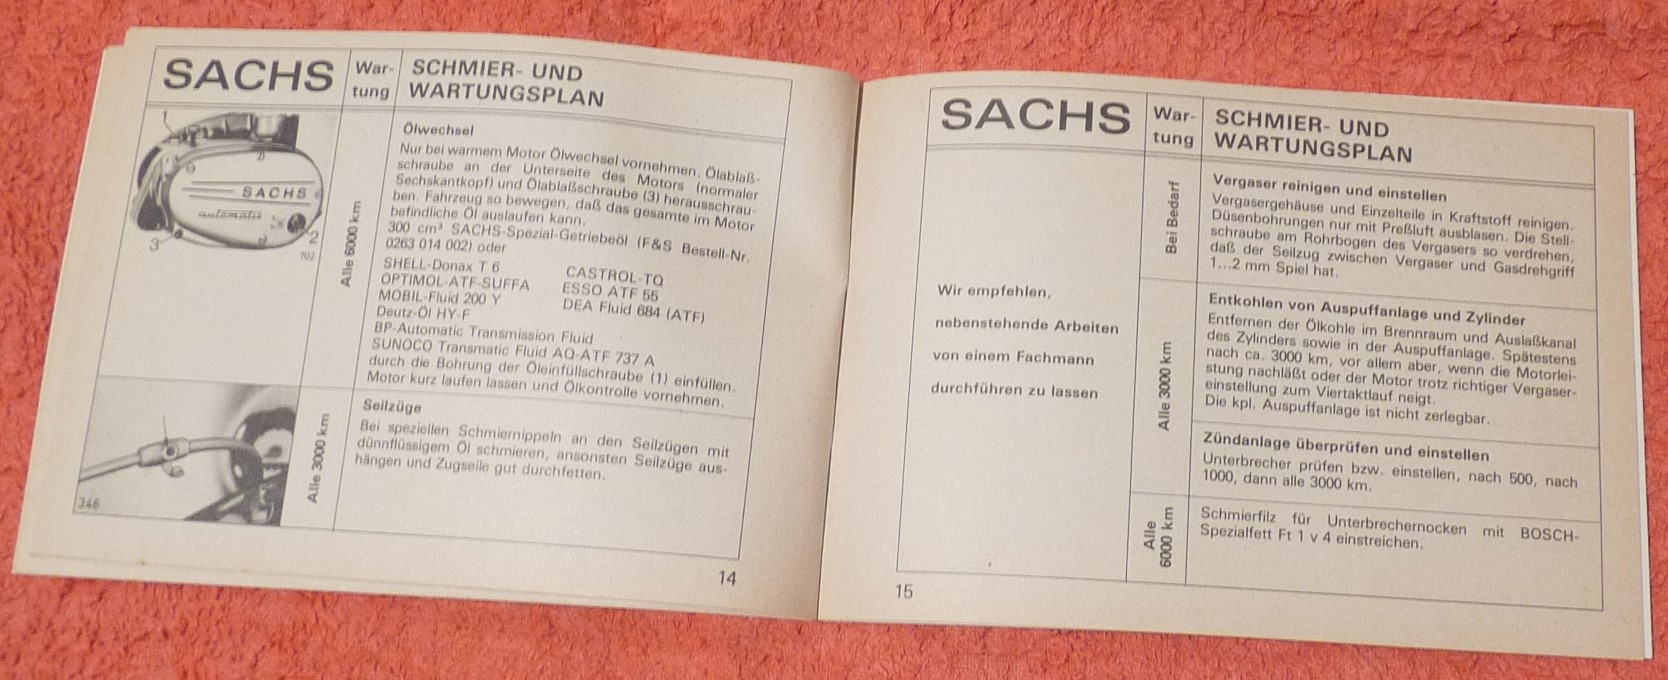 SACHS
War-
tung
SCHMIER- UND
WARTUNGSPLAN
SACHS
automatic
1
2
3
702
Alle 6000 km
Ölwechsel
Nur bei warmem Motor Ölwechsel vornehmen. Ölablaß-
schraube an der Unterseite des Motors (normaler
Sechskantkopf) und Ölablaßschraube (3) herausschrau-
ben. Fahrzeug so bewegen, daß das gesamte im Motor
befindliche Öl auslaufen kann.
300 cm³ SACHS-Spezial-Getriebeöl (F&S Bestell-Nr.
0263 014 002) oder
SHELL-Donax T 6
OPTIMOL-ATF-SUFFA
MOBIL-Fluid 200 Y
Deutz-Öl HY-F
CASTROL-TQ
ESSO ATF 55
DEA Fluid 684 (ATF)
BP-Automatic Transmission Fluid
SUNOCO Transmatic Fluid AQ-ATF 737 A
durch die Bohrung der Öleinfüllschraube (1) einfüllen.
Motor kurz laufen lassen und Ölkontrolle vornehmen.
346
Alle 3000 km
Seilzüge
Bei speziellen Schmiernippeln an den Seilzügen mit
dünnflüssigem Öl schmieren, ansonsten Seilzüge aus-
hängen und Zugseile gut durchfetten.
14
SACHS
War-
tung
SCHMIER- UND
WARTUNGSPLAN
Wir empfehlen,
nebenstehende Arbeiten
von einem Fachmann
durchführen zu lassen
Bei Bedarf
Vergaser reinigen und einstellen
Vergasergehäuse und Einzelteile in Kraftstoff reinigen.
Düsenbohrungen nur mit Preßluft ausblasen. Die Stell-
schraube am Rohrbogen des Vergasers so verdrehen,
daß der Seilzug zwischen Vergaser und Gasdrehgriff
1...2 mm Spiel hat.
Alle 3000 km
Entkohlen von Auspuffanlage und Zylinder
Entfernen der Ölkohle im Brennraum und Auslaßkanal
des Zylinders sowie in der Auspuffanlage. Spätestens
nach ca. 3000 km, vor allem aber, wenn die Motorlei-
stung nachläßt oder der Motor trotz richtiger Vergaser-
einstellung zum Viertaktlauf neigt.
Die kpl. Auspuffanlage ist nicht zerlegbar.
Zündanlage überprüfen und einstellen
Unterbrecher prüfen bzw. einstellen, nach 500, nach
1000, dann alle 3000 km.
Alle
6000 km
Schmierfilz für Unterbrechernocken mit BOSCH-
Spezialfett Ft 1 v 4 einstreichen.
15